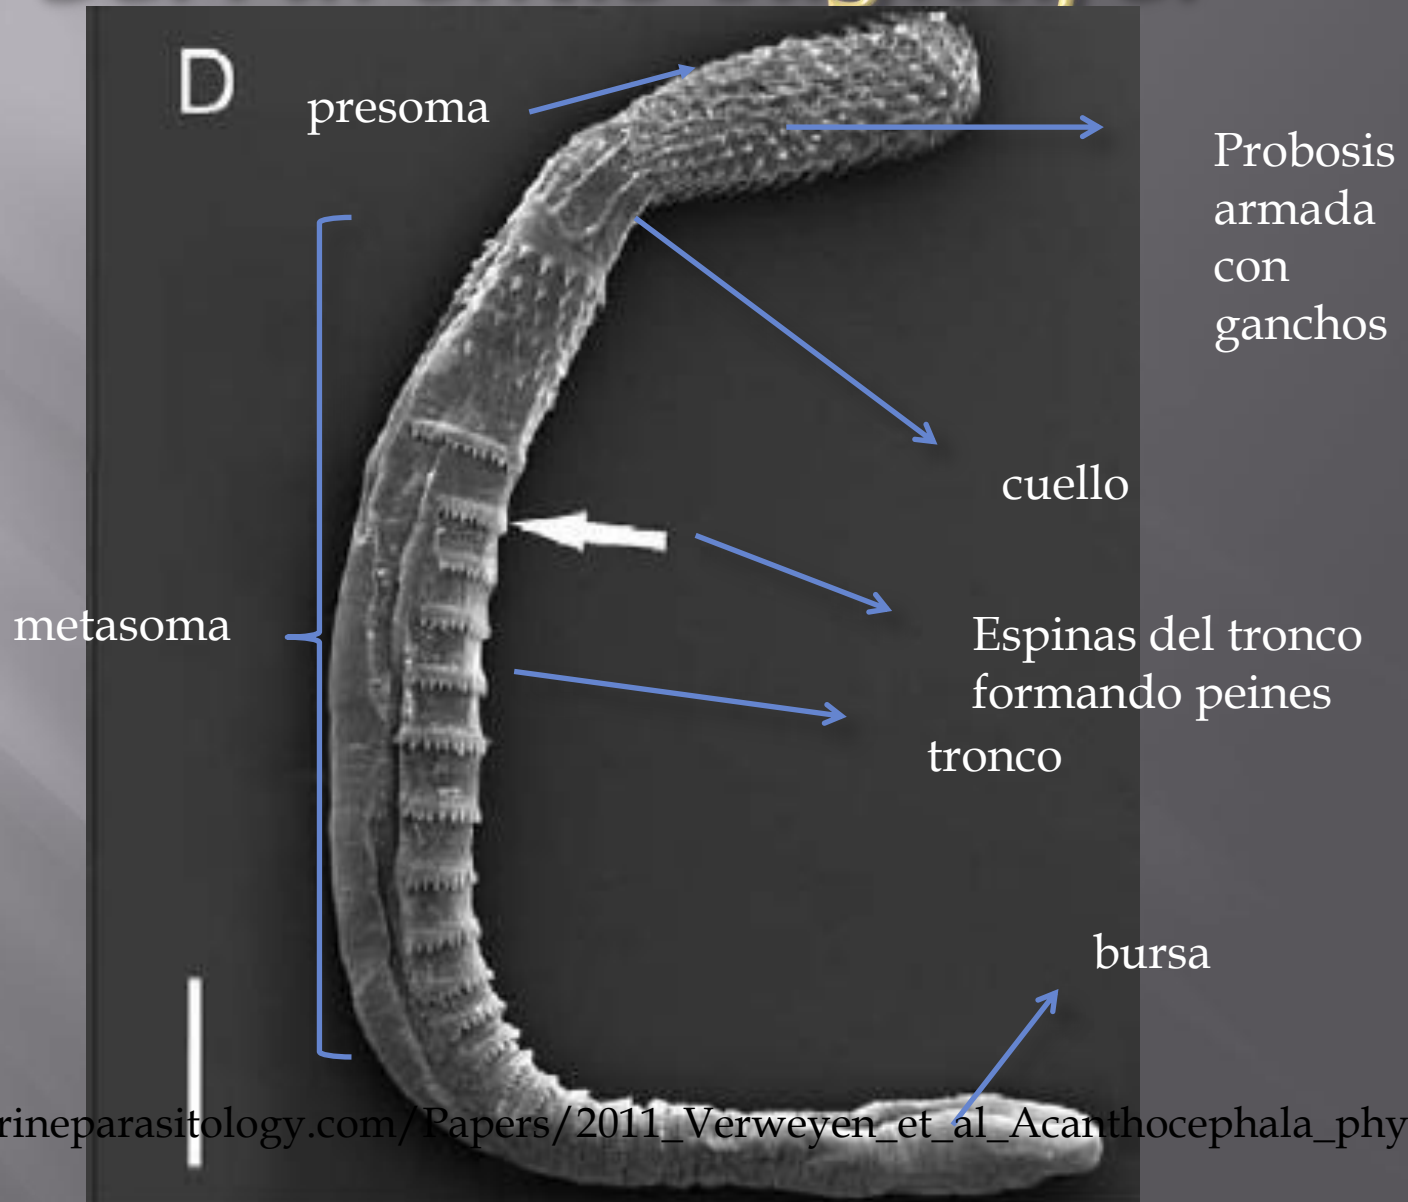 D
presoma
Probosis
armada
con
ganchos
cuello
metasoma
Espinas del tronco
formando peines
tronco
bursa
rineparasitology.com/Papers/2011_Verweyen_et_al_Acanthocephala_phy